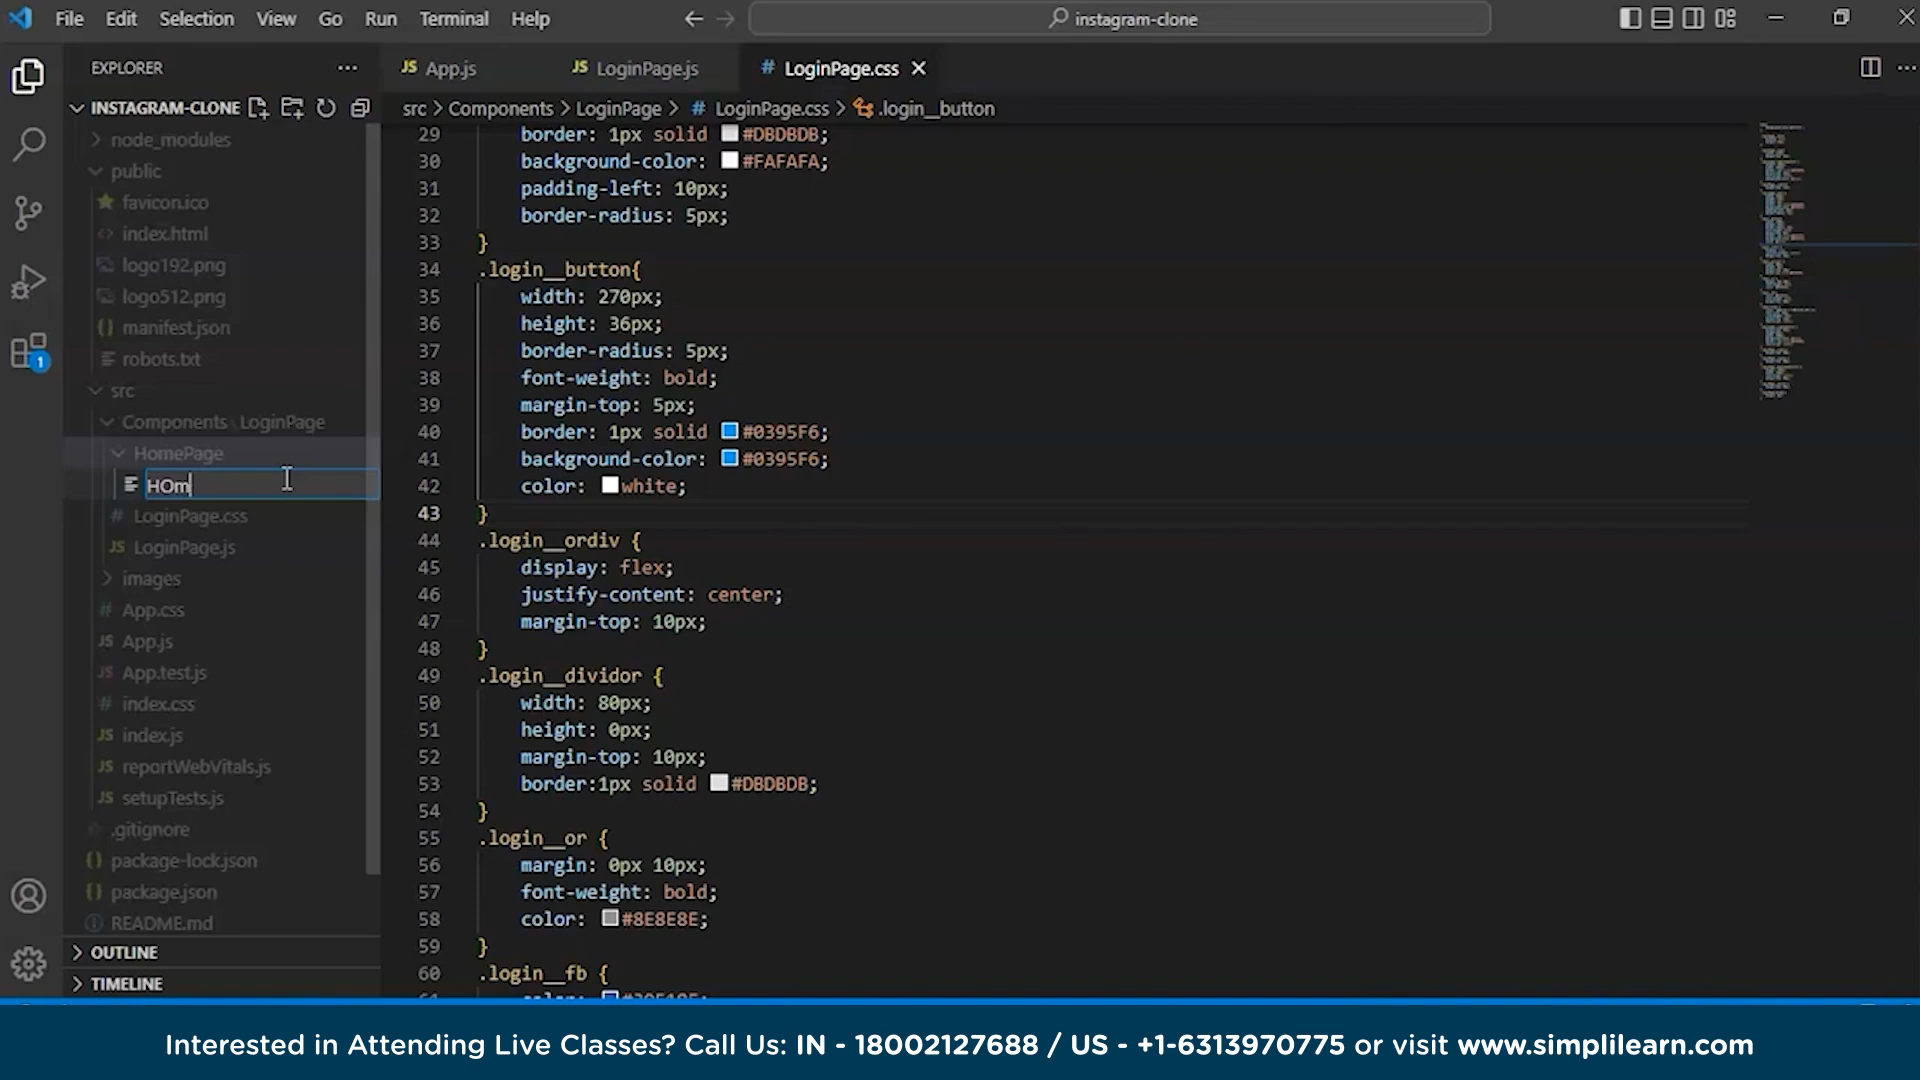 File Edit Selection View Go Run Terminal Help instagram-clone
EXPLORER
App.js
LoginPage.js
LoginPage.css
INSTAGRAM-CLONE
src > Components > LoginPage > # LoginPage.css > .login__button
node_modules
public
favicon.ico
index.html
logo192.png
logo512.png
manifest.json
robots.txt
src
Components \ LoginPage
HomePage
HOm
LoginPage.css
LoginPage.js
images
App.css
App.js
App.test.js
index.css
index.js
reportWebVitals.js
setupTests.js
.gitignore
package-lock.json
package.json
README.md
OUTLINE
TIMELINE
1
29 border: 1px solid #DBDBDB;
30 background-color: #FAFAFA;
31 padding-left: 10px;
32 border-radius: 5px;
33 }
34 .login__button{
35 width: 270px;
36 height: 36px;
37 border-radius: 5px;
38 font-weight: bold;
39 margin-top: 5px;
40 border: 1px solid #0395F6;
41 background-color: #0395F6;
42 color: white;
43 }
44 .login__ordiv {
45 display: flex;
46 justify-content: center;
47 margin-top: 10px;
48 }
49 .login__dividor {
50 width: 80px;
51 height: 0px;
52 margin-top: 10px;
53 border:1px solid #DBDBDB;
54 }
55 .login__or {
56 margin: 0px 10px;
57 font-weight: bold;
58 color: #8E8E8E;
59 }
60 .login__fb {
Interested in Attending Live Classes? Call Us: IN - 18002127688 / US - +1-6313970775 or visit www.simplilearn.com